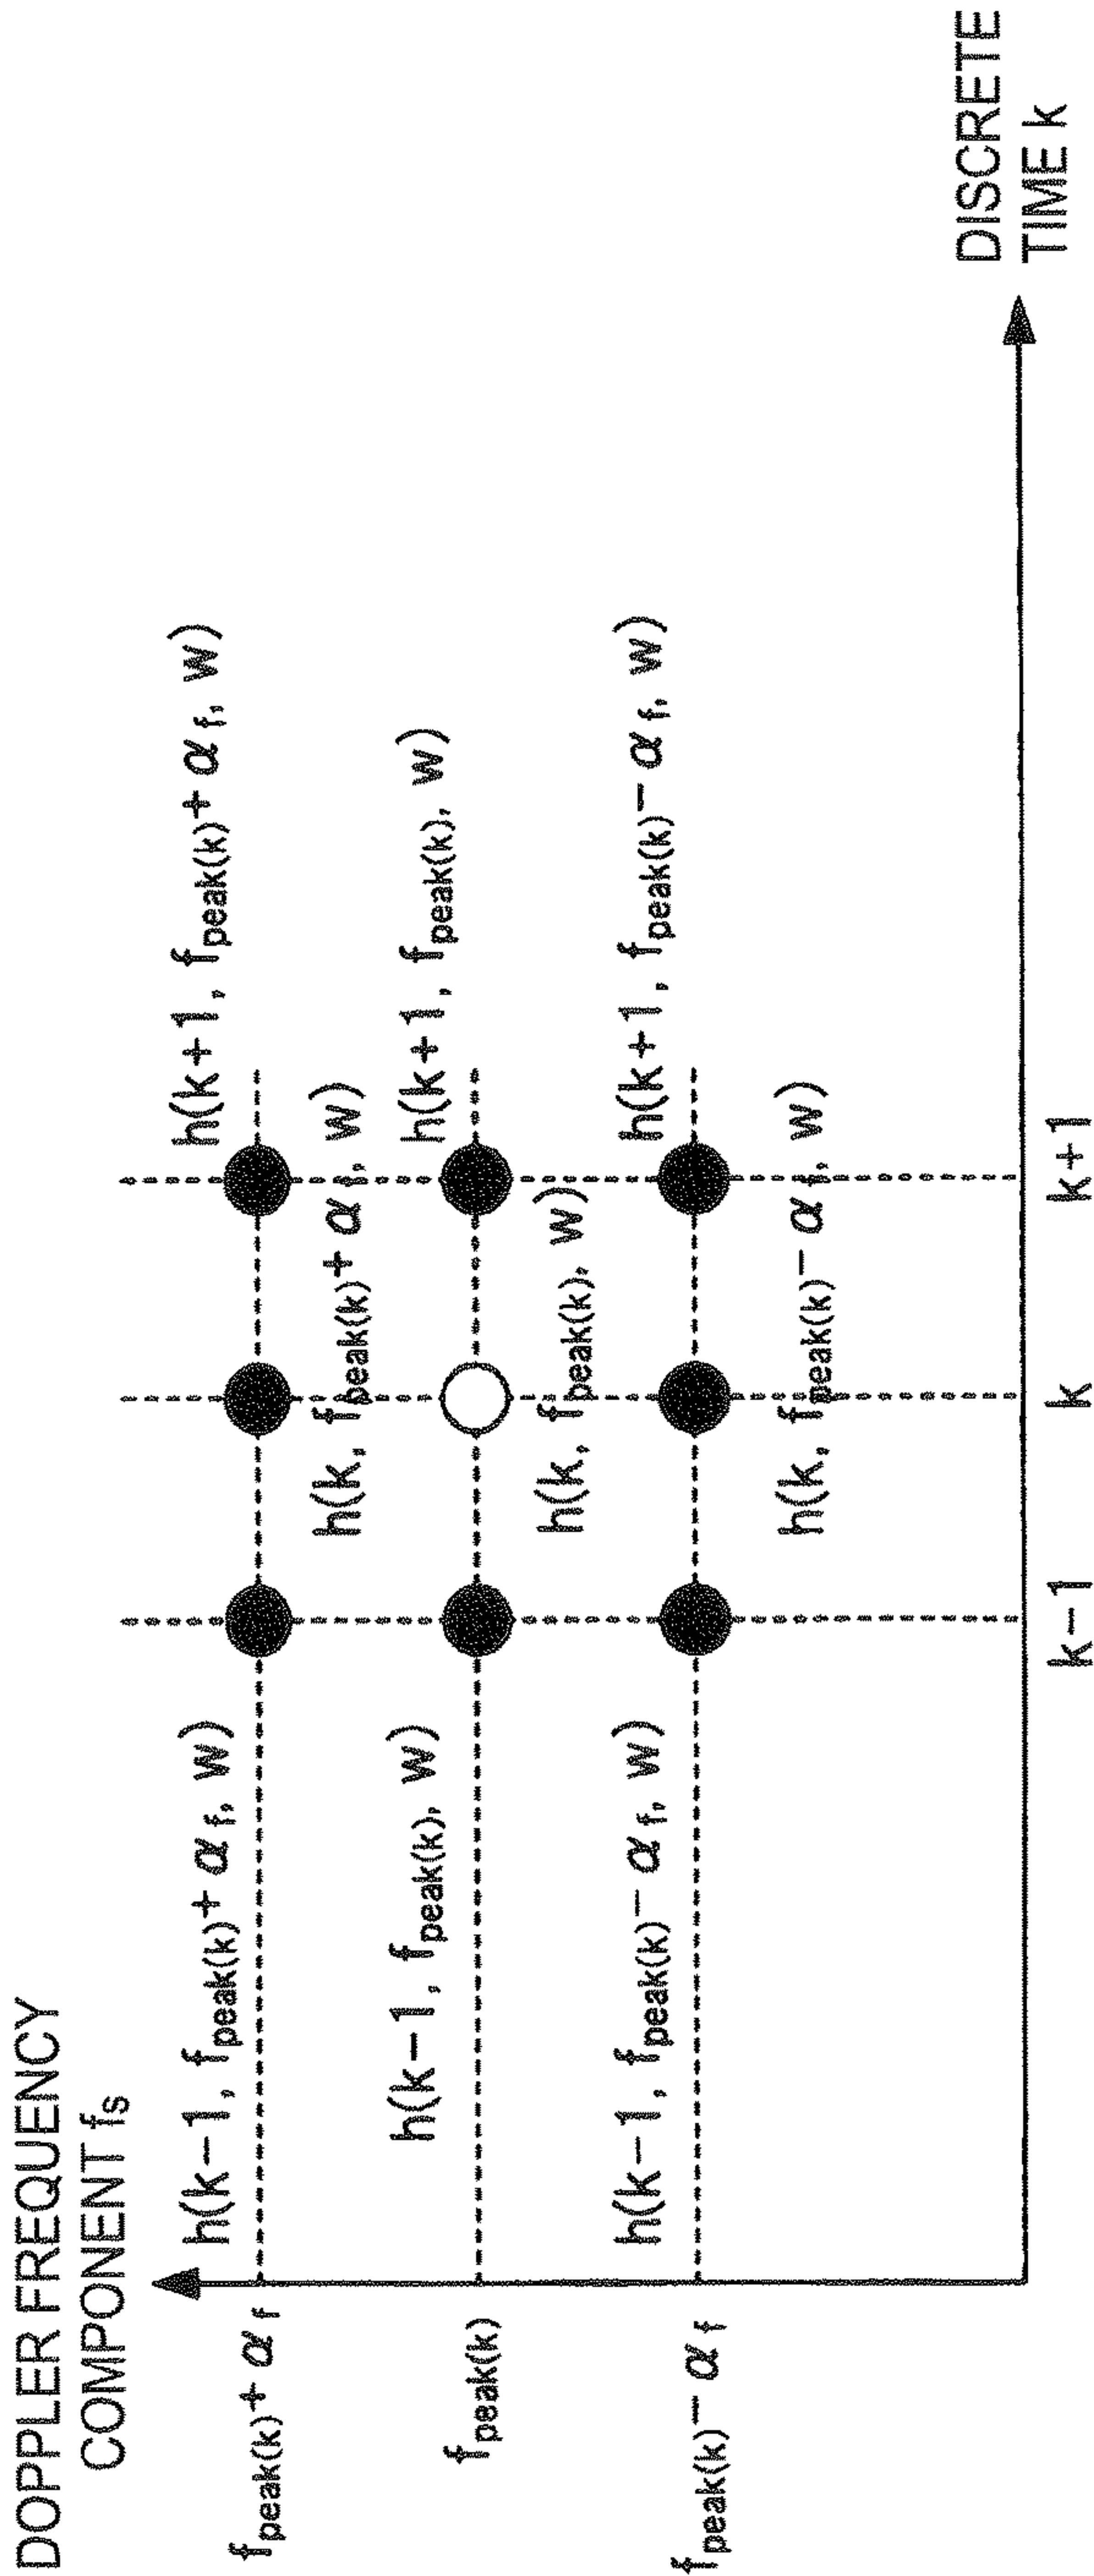 DOPPLER FREQUENCY
COMPONENT fs
fpeak(k)+ αf
h(k−1, fpeak(k)+ αf, w)
h(k+1, fpeak(k)+ αf, w)
h(k, fpeak(k)+ αf, w)
fpeak(k)
h(k−1, fpeak(k), w)
h(k+1, fpeak(k), w)
h(k, fpeak(k), w)
fpeak(k)− αf
h(k−1, fpeak(k)− αf, w)
h(k+1, fpeak(k)− αf, w)
h(k, fpeak(k)− αf, w)
k−1
k
k+1
DISCRETE
TIME k